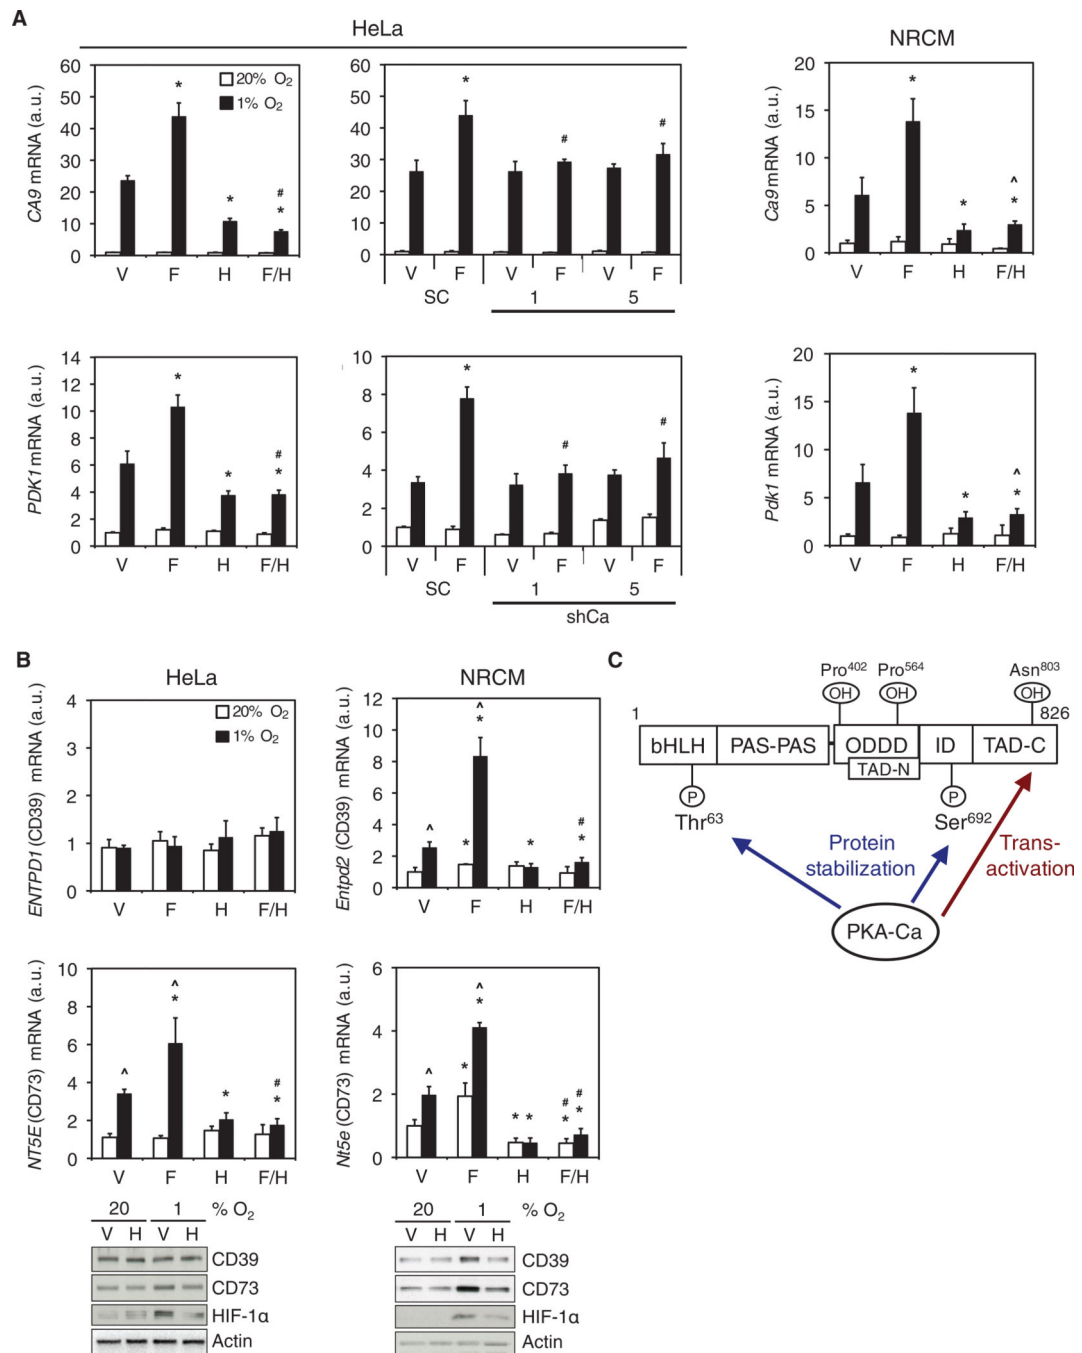 A
HeLa
NRCM
CA9 mRNA (a.u.)
60
50
40
30
20
10
0
20% O2
1% O2
*
*
#
*
V F H F/H
60
50
40
30
20
10
0
*
#
#
V F V F V F
SC 1 5
Ca9 mRNA (a.u.)
20
15
10
5
0
*
*
^
*
V F H F/H
PDK1 mRNA (a.u.)
14
12
10
8
6
4
2
0
*
*
#
*
V F H F/H
10
8
6
4
2
0
*
#
#
V F V F V F
SC 1 5
shCa
Pdk1 mRNA (a.u.)
20
15
10
5
0
*
*
^
*
V F H F/H
B
HeLa
NRCM
ENTPD1 (CD39) mRNA (a.u.)
4
3
2
1
0
20% O2
1% O2
V F H F/H
Entpd2 (CD39) mRNA (a.u.)
12
10
8
6
4
2
0
^
*
^
*
*
#
*
V F H F/H
NT5E (CD73) mRNA (a.u.)
10
8
6
4
2
0
^
^
*
*
#
*
V F H F/H
Nt5e (CD73) mRNA (a.u.)
6
4
2
0
^
*
^
*
* *
# #
* *
V F H F/H
20 1 % O2
V H V H
CD39
CD73
HIF-1α
Actin
20 1 % O2
V H V H
CD39
CD73
HIF-1α
Actin
C
Pro402 Pro564 Asn803
OH OH OH
1 826
bHLH PAS-PAS ODDD ID TAD-C
TAD-N
P P
Thr63 Ser692
Protein stabilization
Trans-activation
PKA-Ca